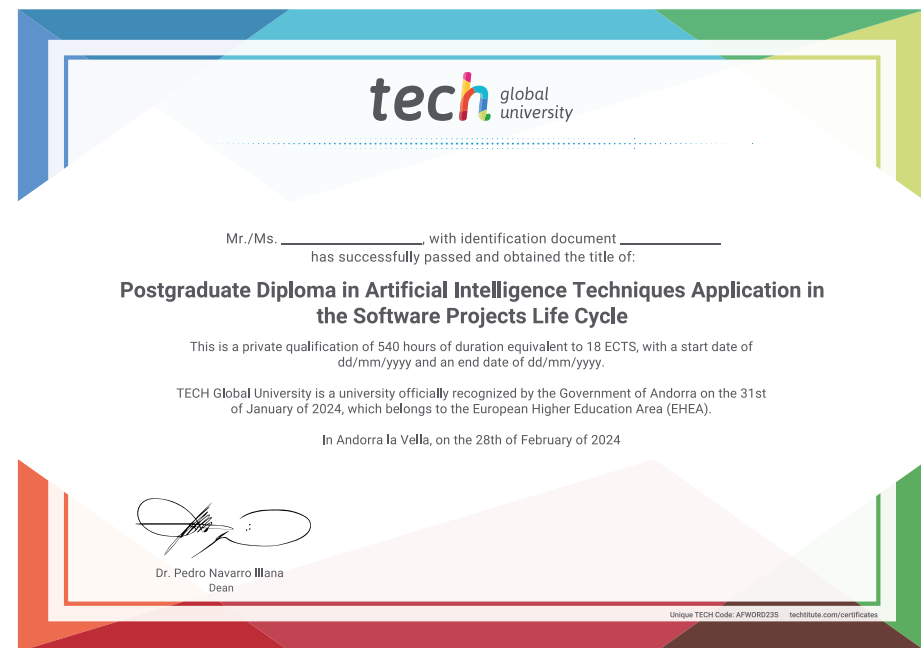 tech global university
Mr./Ms. ____________________, with identification document ______________
has successfully passed and obtained the title of:
Postgraduate Diploma in Artificial Intelligence Techniques Application in
the Software Projects Life Cycle
This is a private qualification of 540 hours of duration equivalent to 18 ECTS, with a start date of
dd/mm/yyyy and an end date of dd/mm/yyyy.
TECH Global University is a university officially recognized by the Government of Andorra on the 31st
of January of 2024, which belongs to the European Higher Education Area (EHEA).
In Andorra la Vella, on the 28th of February of 2024
Dr. Pedro Navarro Illana
Dean
Unique TECH Code: AFWORD23S techtitute.com/certificates